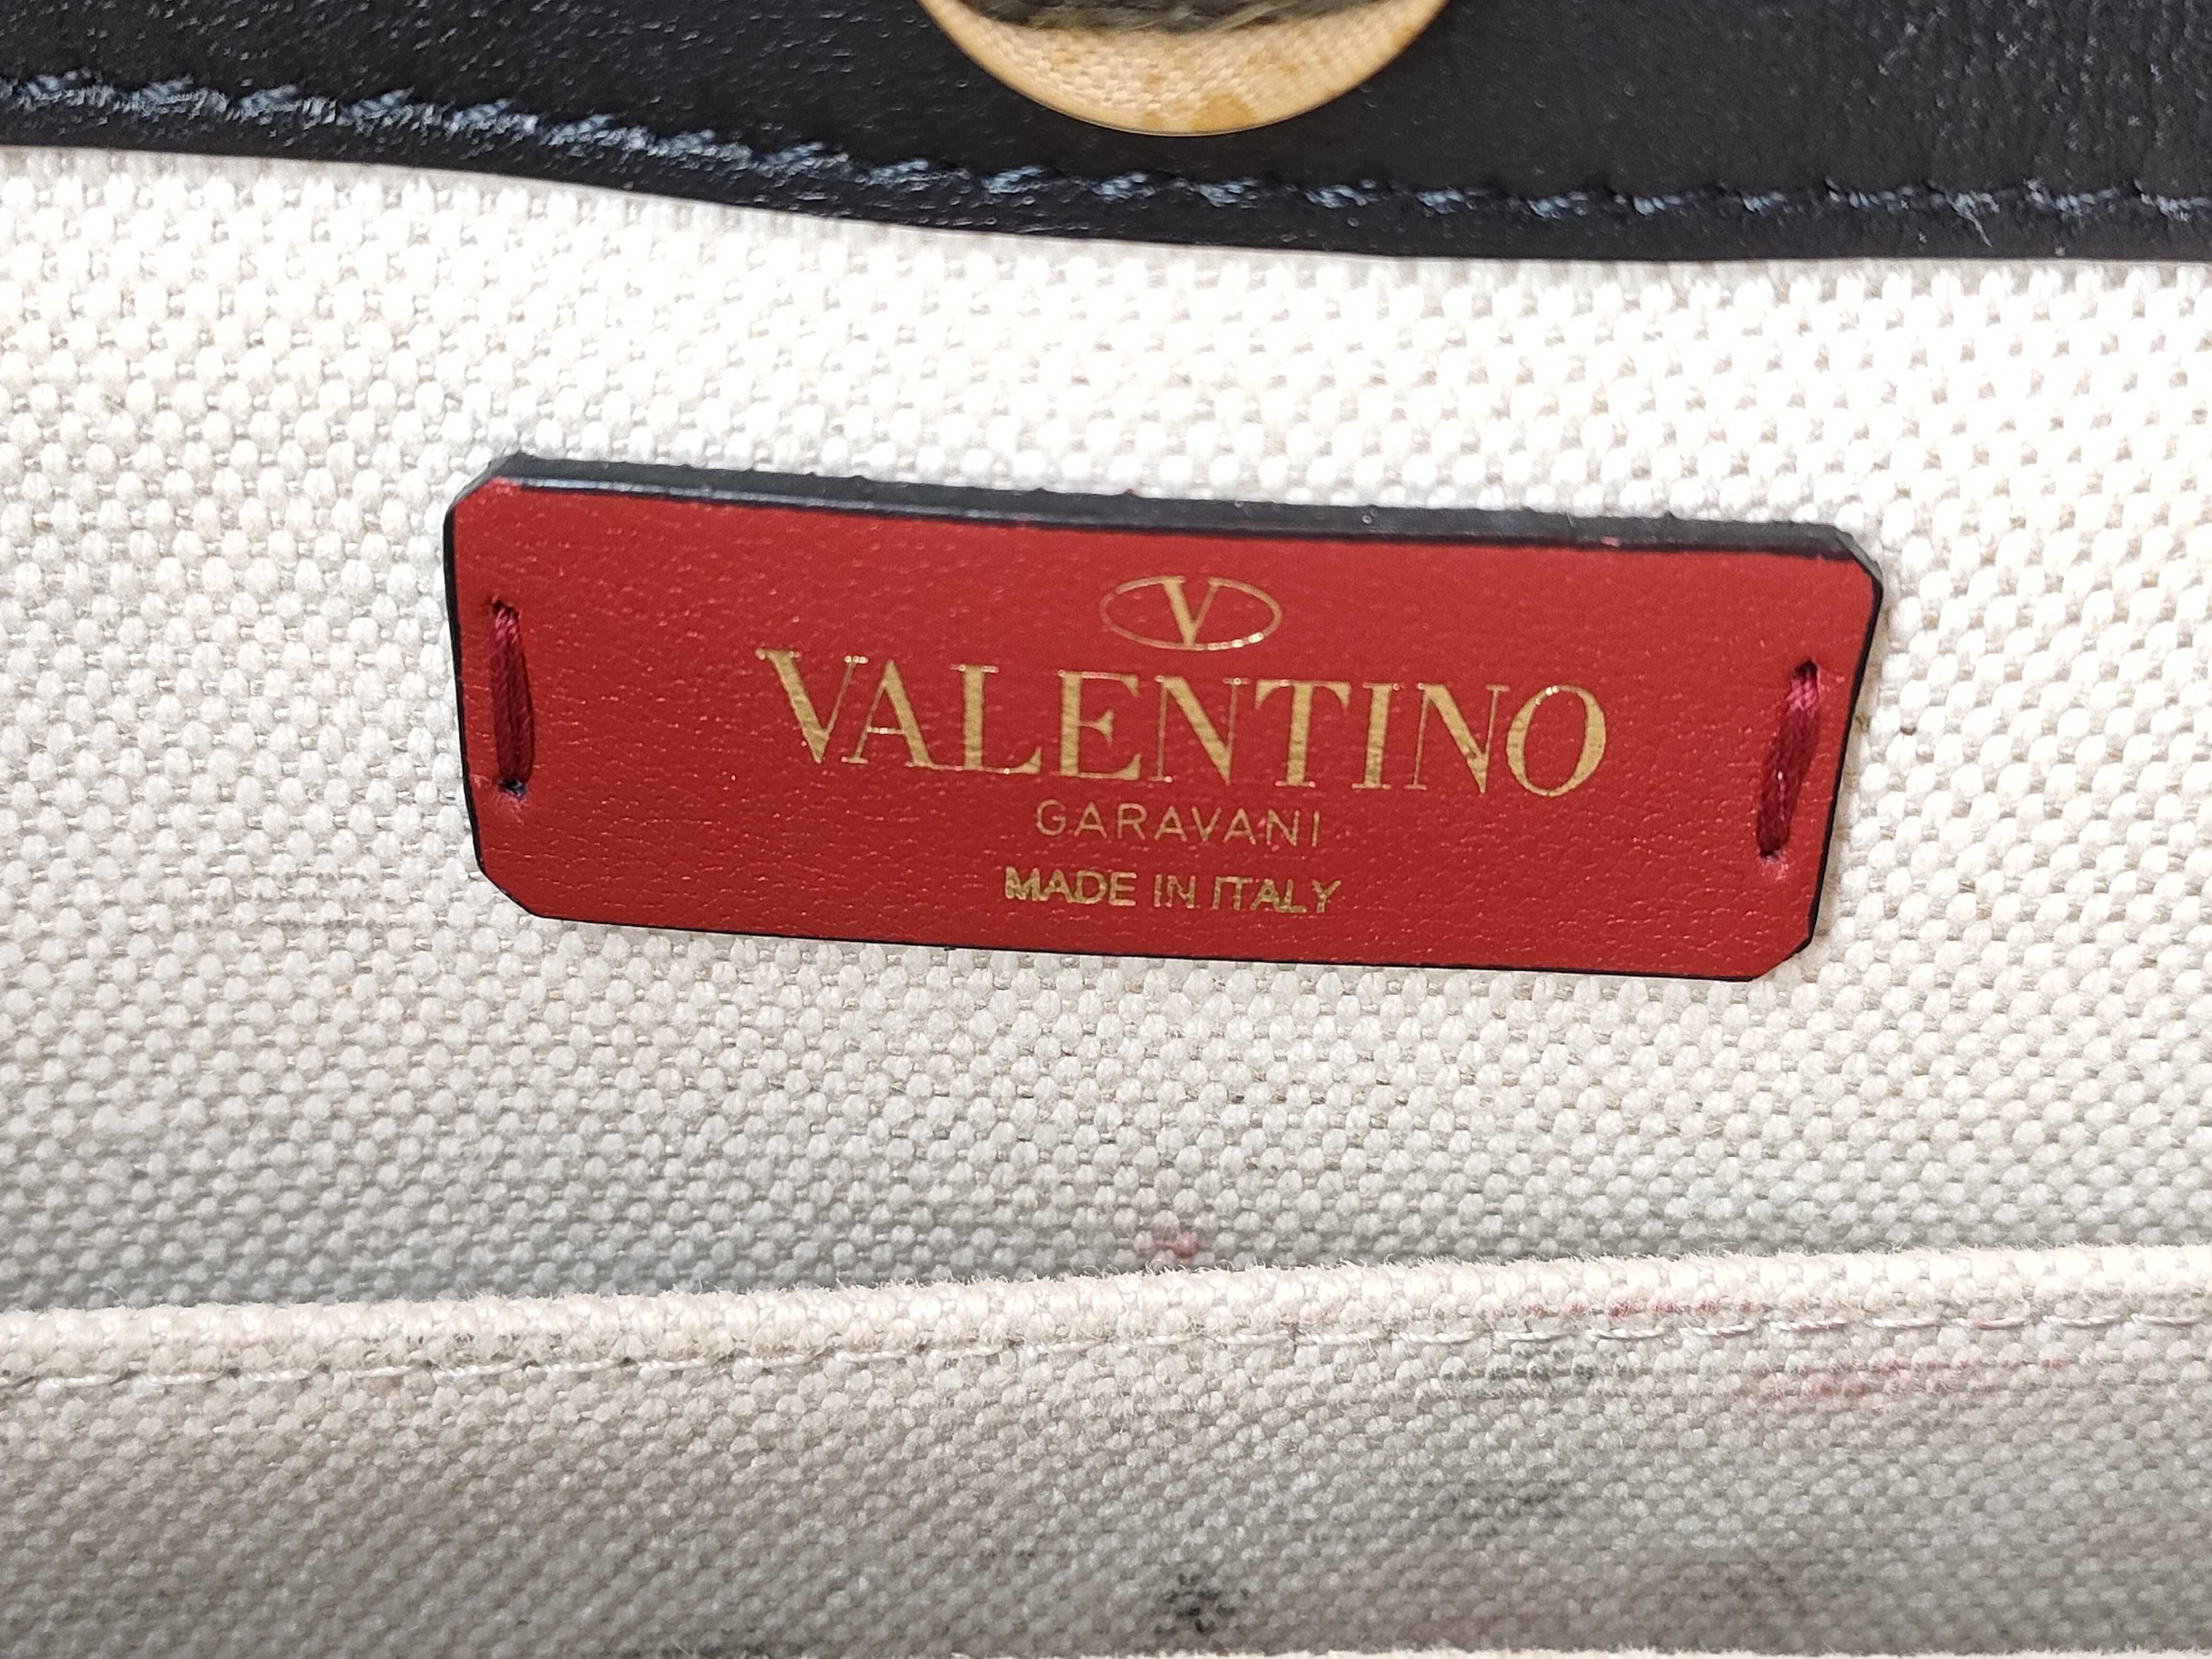 V
VALENTINO
GARAVANI
MADE IN ITALY